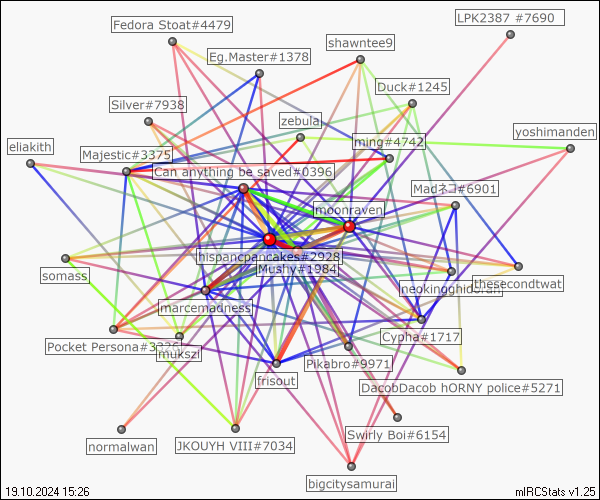 LPK2387 #7690
Fedora Stoat#4479
shawntee9
Eg.Master#1378
Duck#1245
Silver#7938
zebula
yoshimanden
ming#4742
eliakith
Majestic#3375
Can anything be saved#0396
Madネコ#6901
moonraven
hispancpancakes#2928
Mushy#1984
somass
neokingghidorah
thesecondtwat
marcemadness
Cypha#1717
Pocket Persona#3326
mukszi
Pikabro#9971
frisout
DacobDacob hORNY police#5271
Swirly Boi#6154
normalwan
JKOUYH VIII#7034
bigcitysamurai
19.10.2024 15:26
mIRCStats v1.25